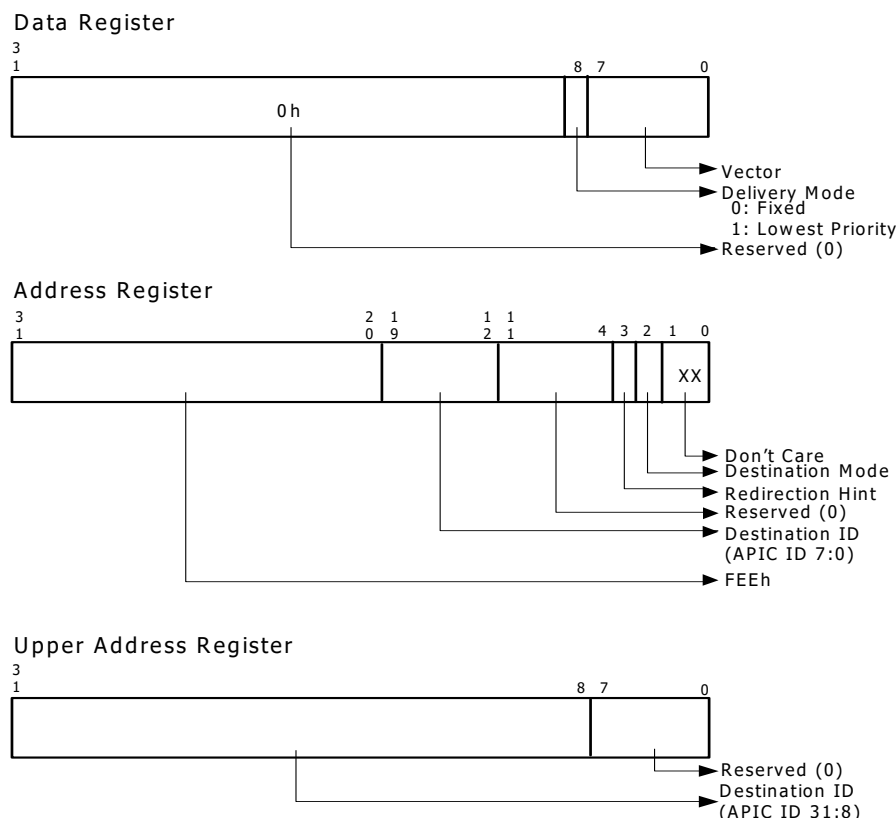 Data Register
3
1 8 7 0
0h
Vector
Delivery Mode
0: Fixed
1: Lowest Priority
Reserved (0)
Address Register
3 2 1 1 1
1 0 9 2 1 4 3 2 1 0
XX
Don't Care
Destination Mode
Redirection Hint
Reserved (0)
Destination ID
(APIC ID 7:0)
FEEh
Upper Address Register
3
1 8 7 0
Reserved (0)
Destination ID
(APIC ID 31:8)